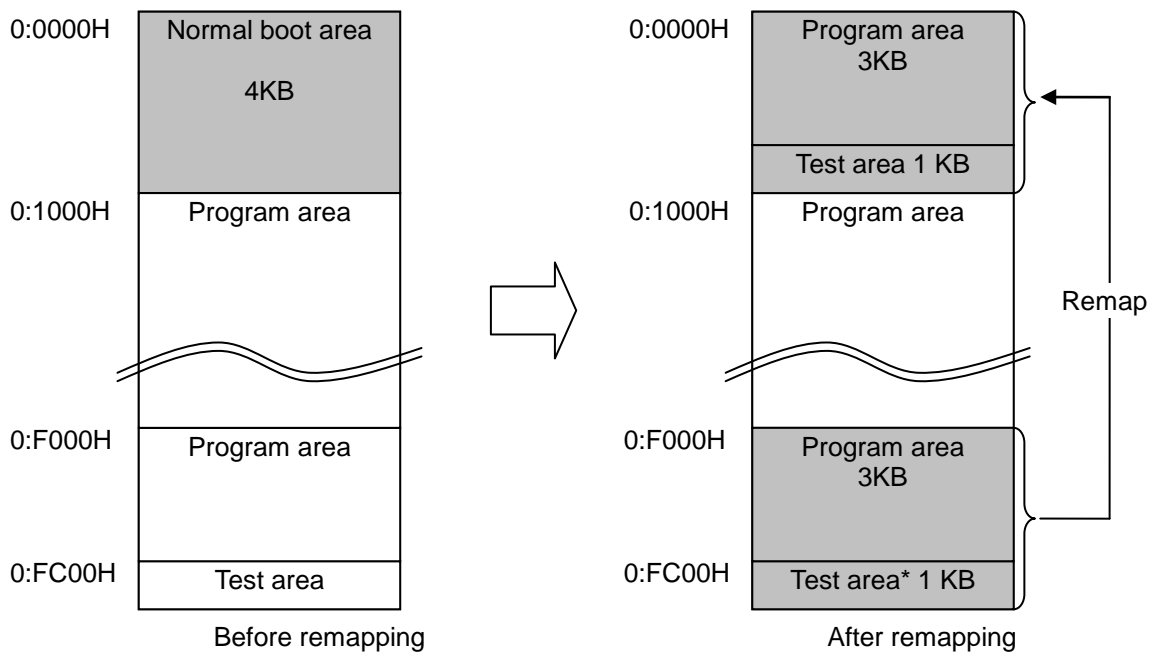 0:0000H
Normal boot area
4KB
0:1000H
Program area
0:F000H
Program area
0:FC00H
Test area
Before remapping
0:0000H
Program area
3KB
Test area 1 KB
0:1000H
Program area
Remap
0:F000H
Program area
3KB
0:FC00H
Test area* 1 KB
After remapping